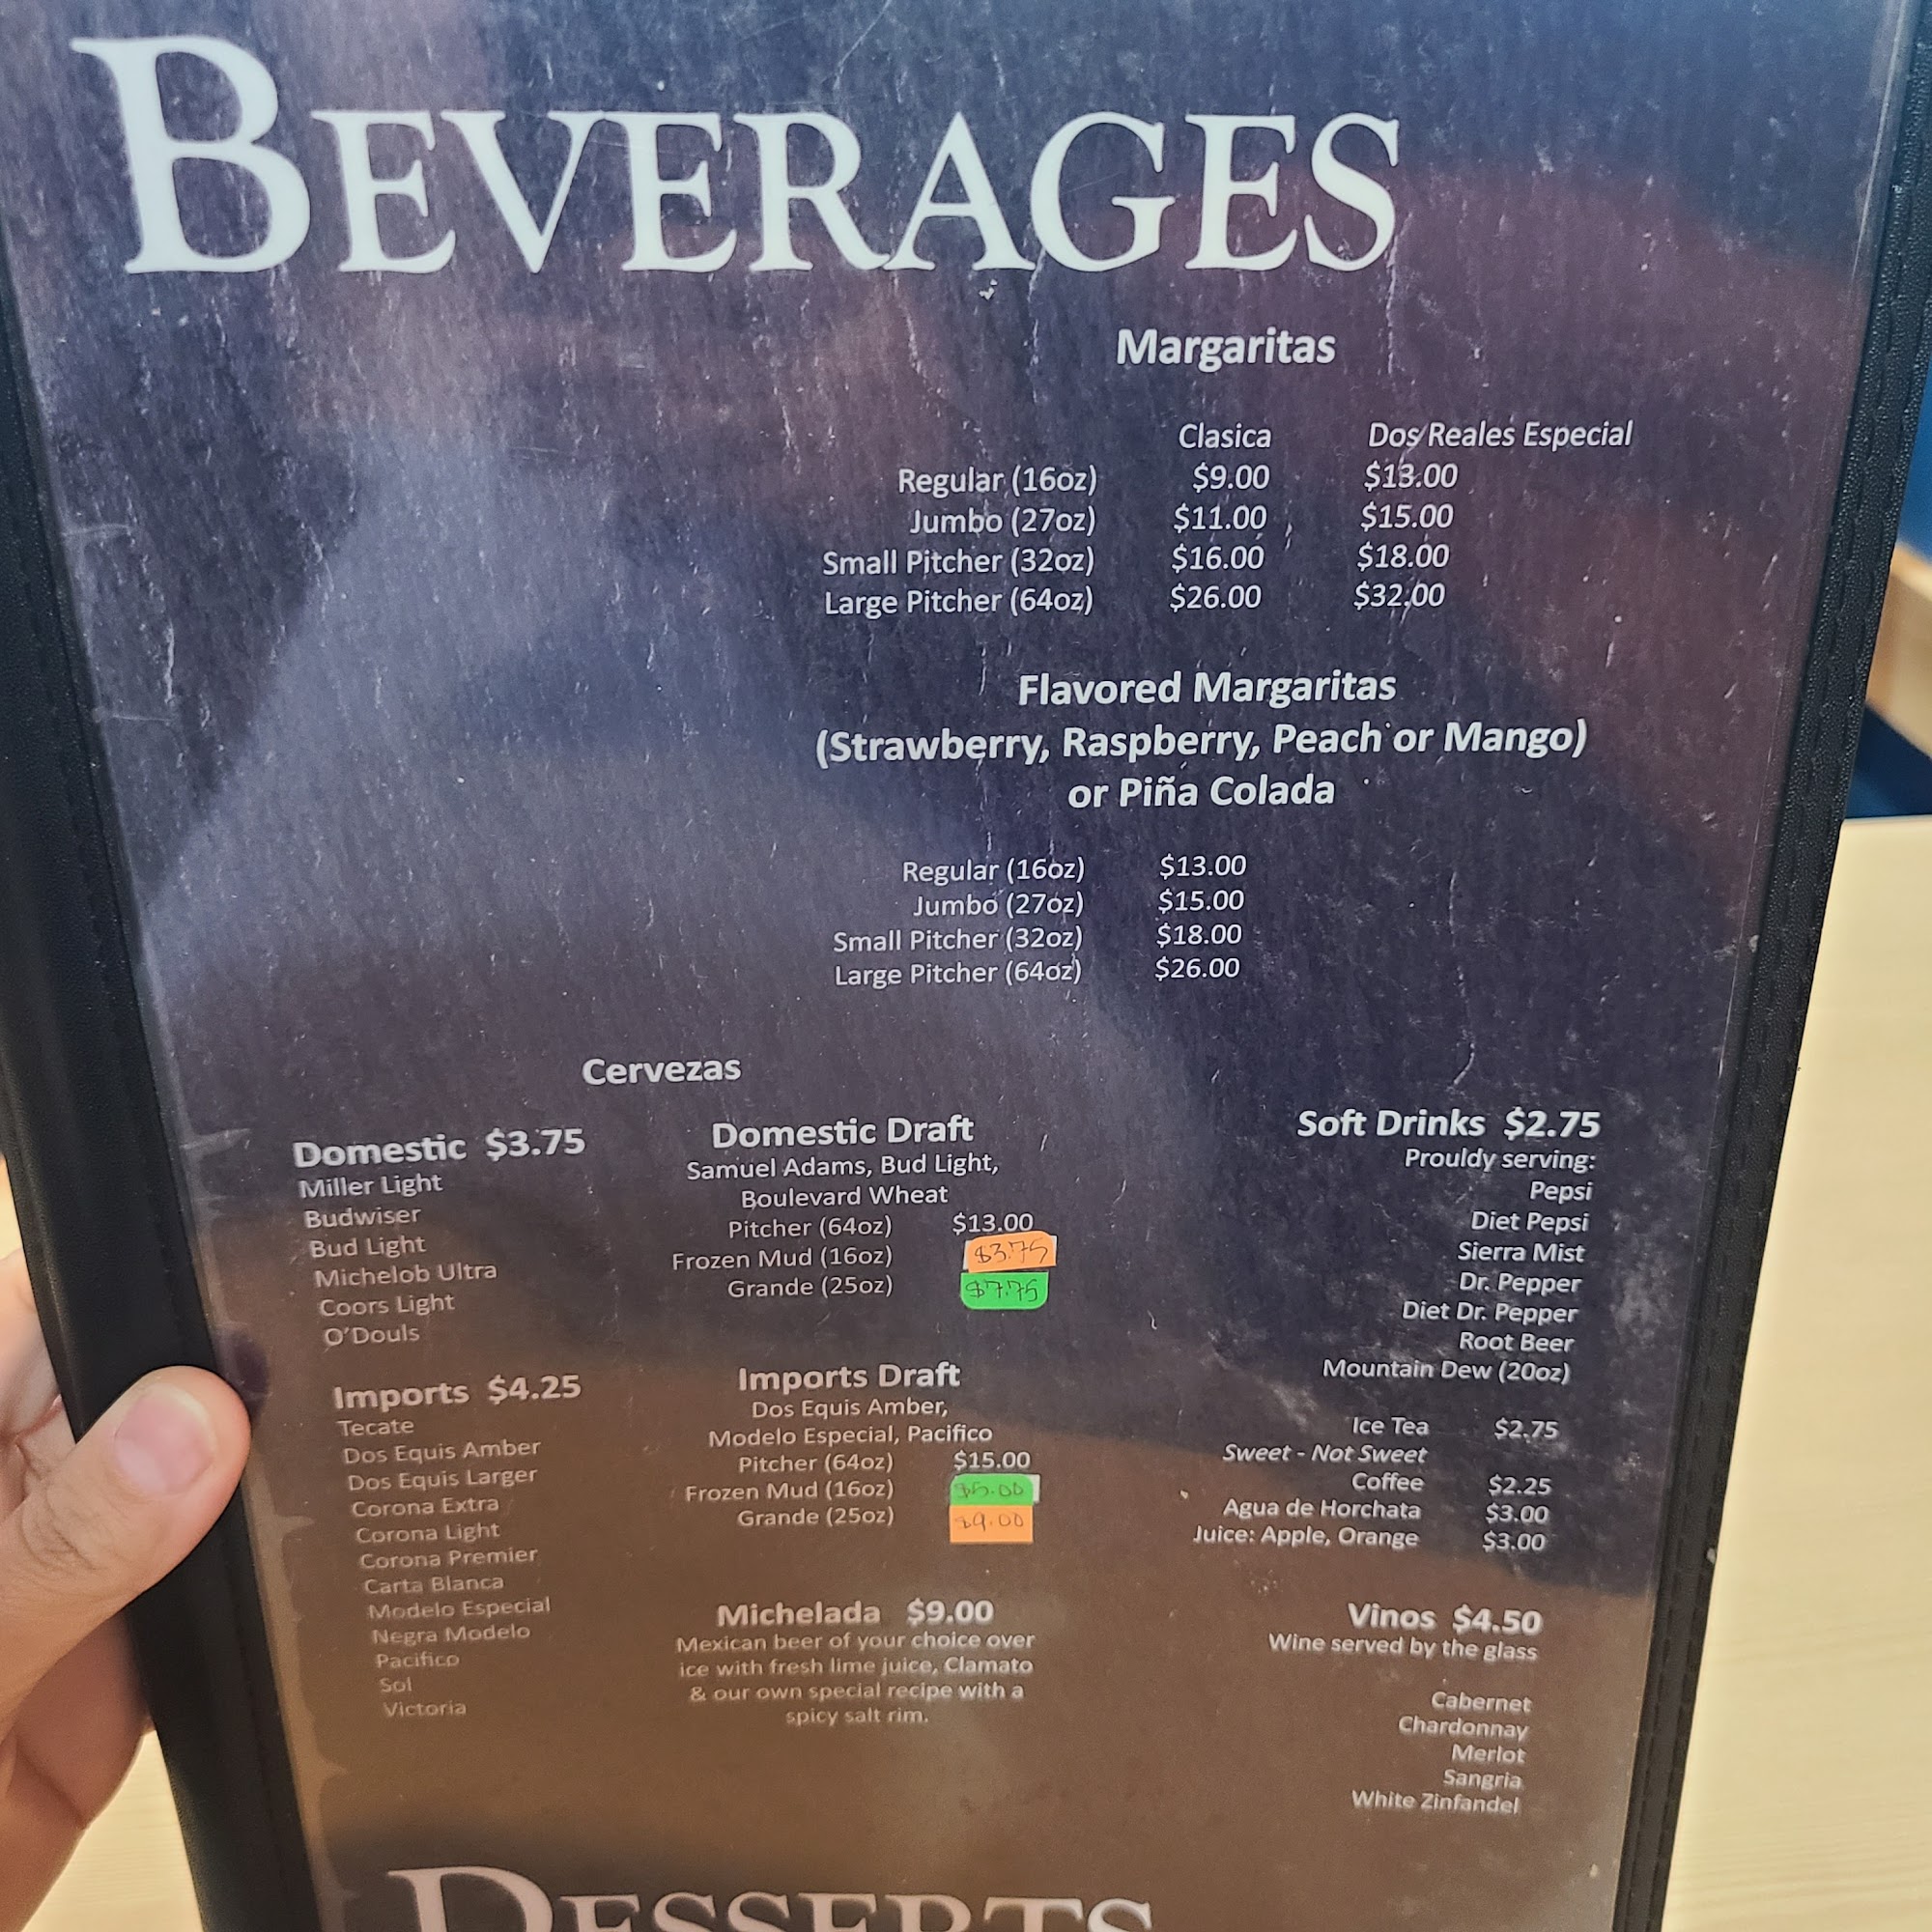 BEVERAGES
Margaritas
Clasica Dos Reales Especial
Regular (16oz) $9.00 $13.00
Jumbo (27oz) $11.00 $15.00
Small Pitcher (32oz) $16.00 $18.00
Large Pitcher (64oz) $26.00 $32.00
Flavored Margaritas
(Strawberry, Raspberry, Peach or Mango)
or Piña Colada
Regular (16oz) $13.00
Jumbo (27oz) $15.00
Small Pitcher (32oz) $18.00
Large Pitcher (64oz) $26.00
Cervezas
Domestic $3.75
Miller Light
Budwiser
Bud Light
Michelob Ultra
Coors Light
O'Douls
Imports $4.25
Tecate
Dos Equis Amber
Dos Equis Larger
Corona Extra
Corona Light
Corona Premier
Carta Blanca
Modelo Especial
Negra Modelo
Pacifico
Sol
Victoria
Domestic Draft
Samuel Adams, Bud Light,
Boulevard Wheat
Pitcher (64oz) $13.00
Frozen Mud (16oz) $3.75
Grande (25oz) $7.75
Imports Draft
Dos Equis Amber,
Modelo Especial, Pacifico
Pitcher (64oz) $15.00
Frozen Mud (16oz) $5.00
Grande (25oz) $9.00
Michelada $9.00
Mexican beer of your choice over
ice with fresh lime juice, Clamato
& our own special recipe with a
spicy salt rim.
Soft Drinks $2.75
Prouldy serving:
Pepsi
Diet Pepsi
Sierra Mist
Dr. Pepper
Diet Dr. Pepper
Root Beer
Mountain Dew (20oz)
Ice Tea $2.75
Sweet - Not Sweet
Coffee $2.25
Agua de Horchata $3.00
Juice: Apple, Orange $3.00
Vinos $4.50
Wine served by the glass
Cabernet
Chardonnay
Merlot
Sangria
White Zinfandel
DESSERTS